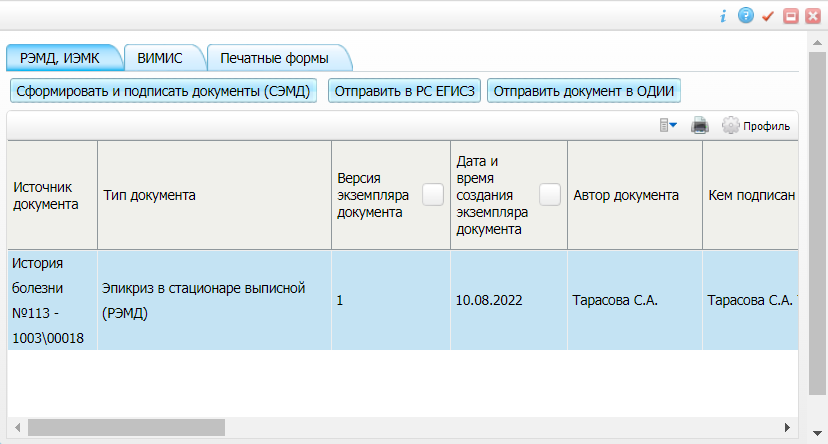 РЭМД, ИЭМК
ВИМИС
Печатные формы
Сформировать и подписать документы (СЭМД)
Отправить в РС ЕГИСЗ
Отправить документ в ОДИИ
Профиль
Источник
документа
Тип документа
Версия
экземпляра
документа
Дата и
время
создания
экземпляра
документа
Автор документа
Кем подписан
История
болезни
№113 -
1003\00018
Эпикриз в стационаре выписной
(РЭМД)
1
10.08.2022
Тарасова С.А.
Тарасова С.А.